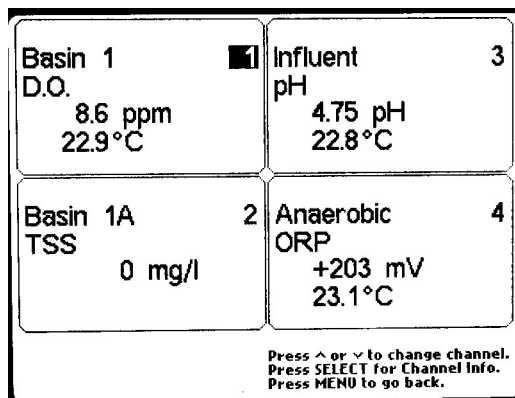 Basin 1 1
D.O.
8.6 ppm
22.9°C
Influent 3
pH
4.75 pH
22.8°C
Basin 1A 2
TSS
0 mg/l
Anaerobic 4
ORP
+203 mV
23.1°C
Press ^ or v to change channel.
Press SELECT for Channel Info.
Press MENU to go back.